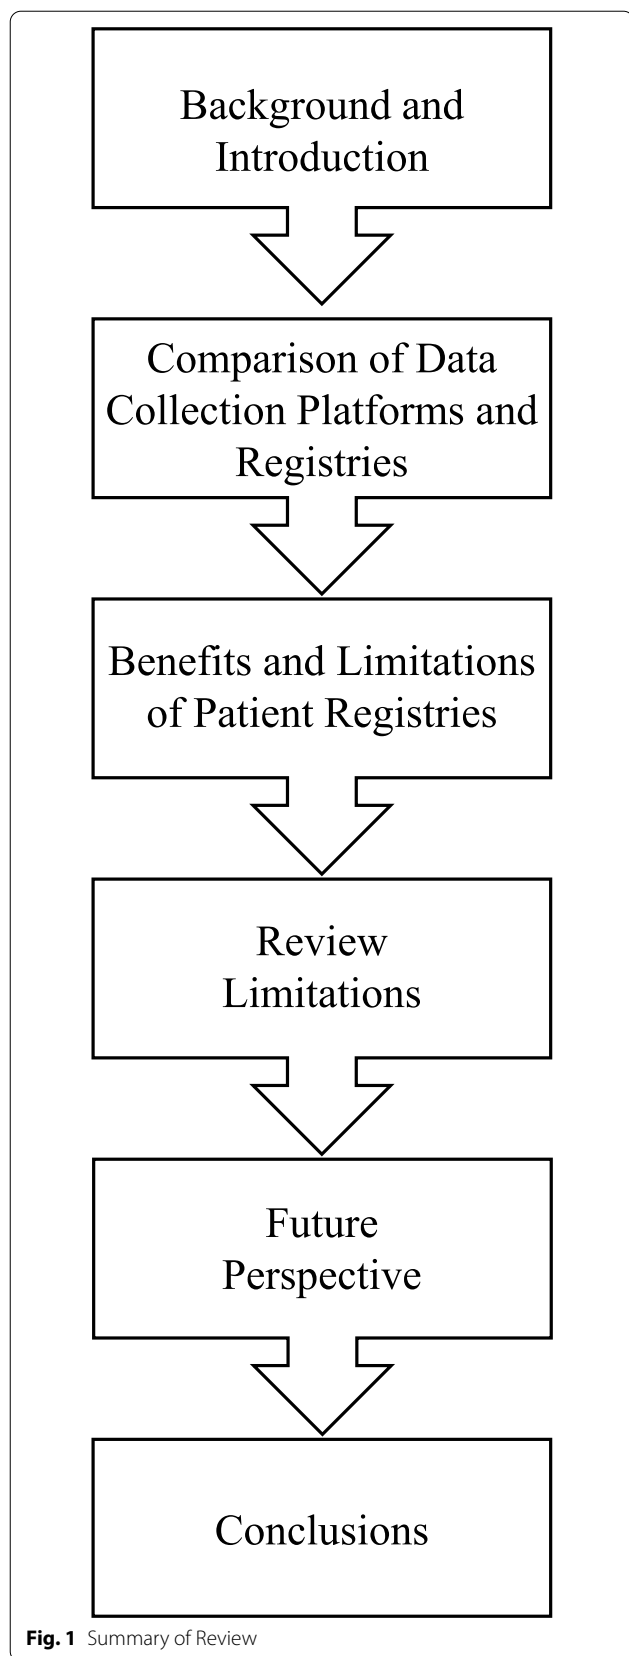 Background and
Introduction
Comparison of Data
Collection Platforms and
Registries
Benefits and Limitations
of Patient Registries
Review
Limitations
Future
Perspective
Conclusions
Fig. 1 Summary of Review